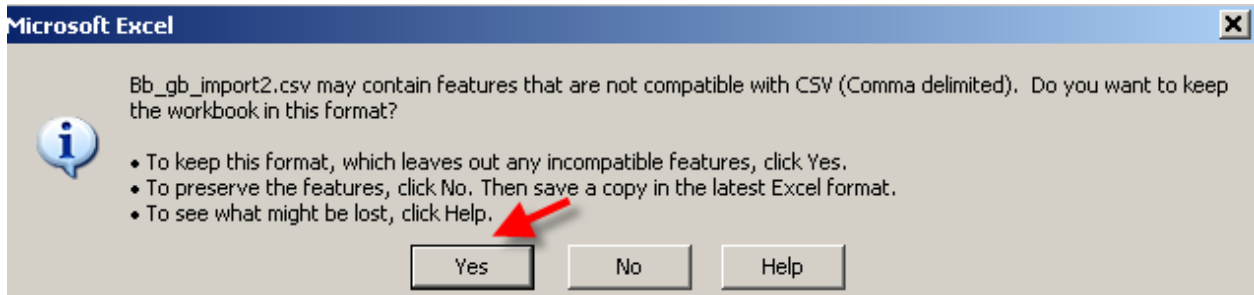 Microsoft Excel
Bb_gb_import2.csv may contain features that are not compatible with CSV (Comma delimited).  Do you want to keep
the workbook in this format?
• To keep this format, which leaves out any incompatible features, click Yes.
• To preserve the features, click No. Then save a copy in the latest Excel format.
• To see what might be lost, click Help.
Yes No Help